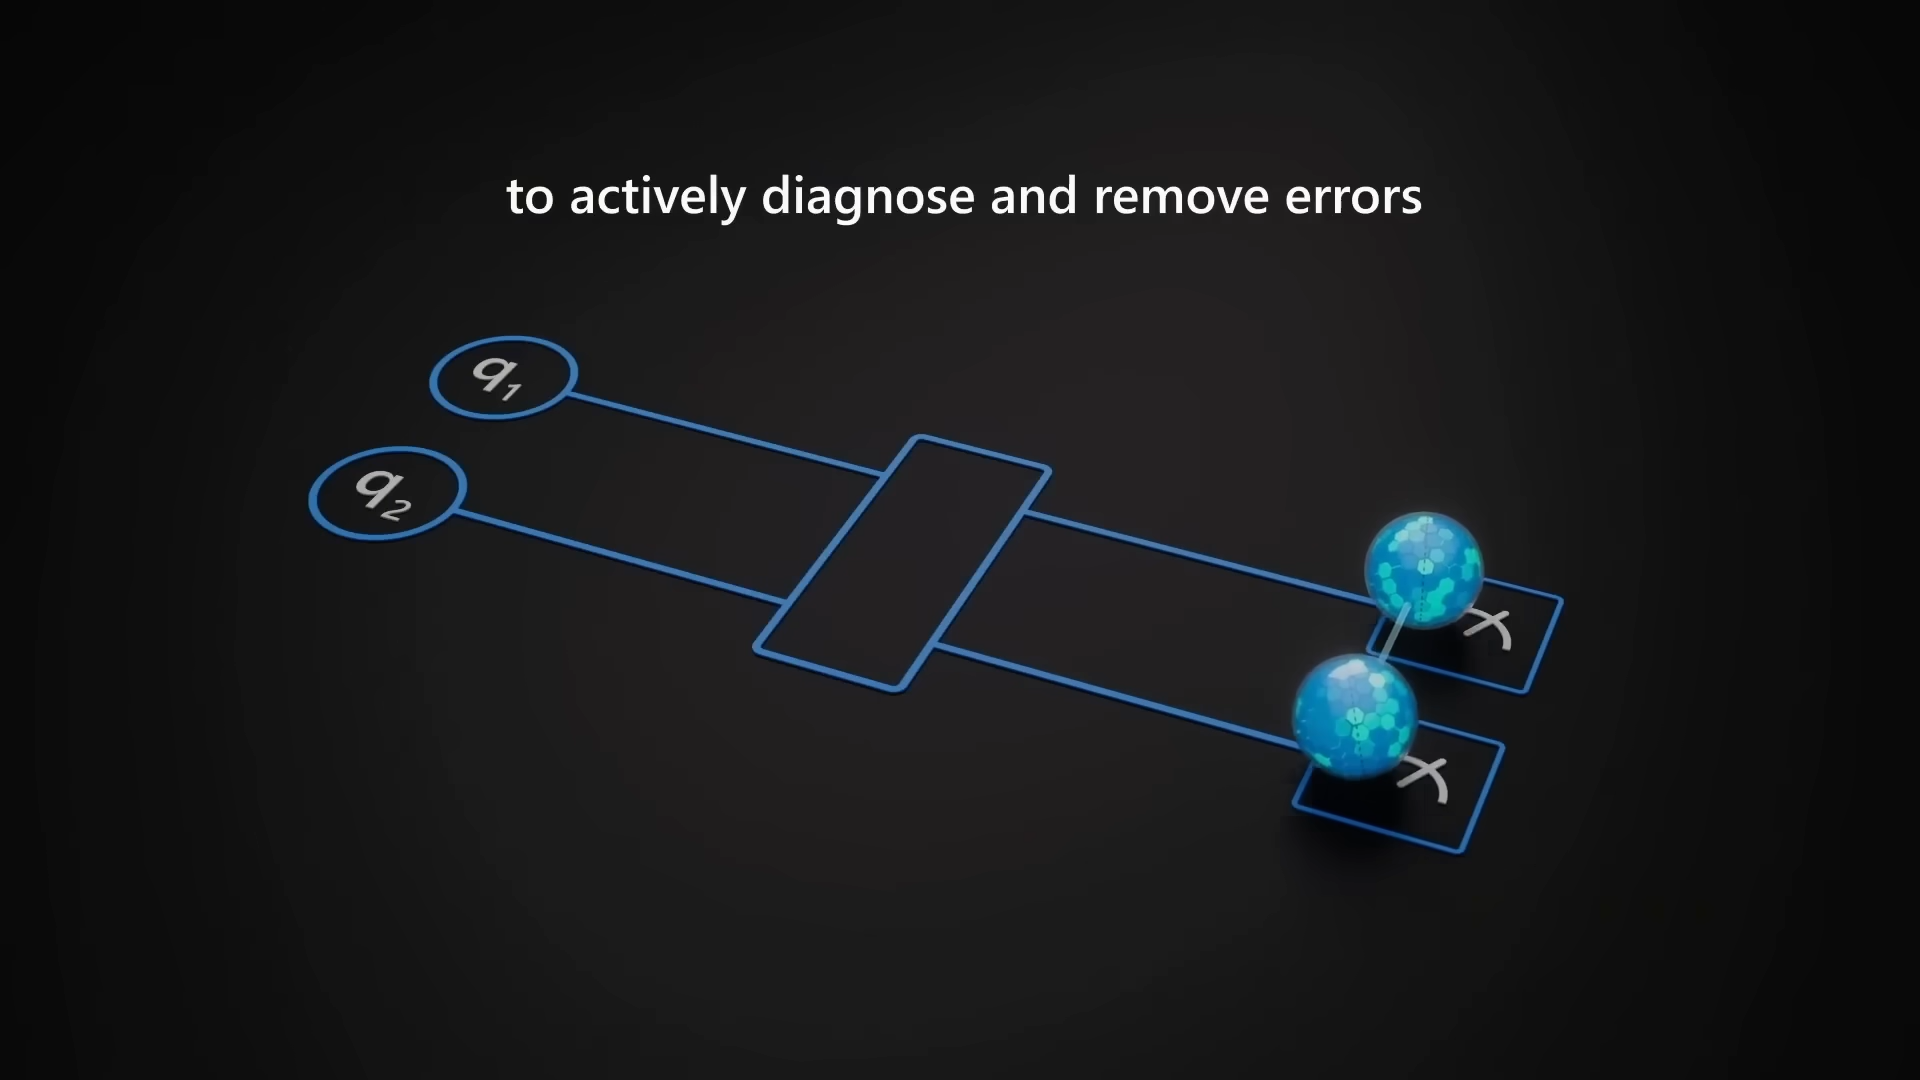 to actively diagnose and remove errors
q1
q2